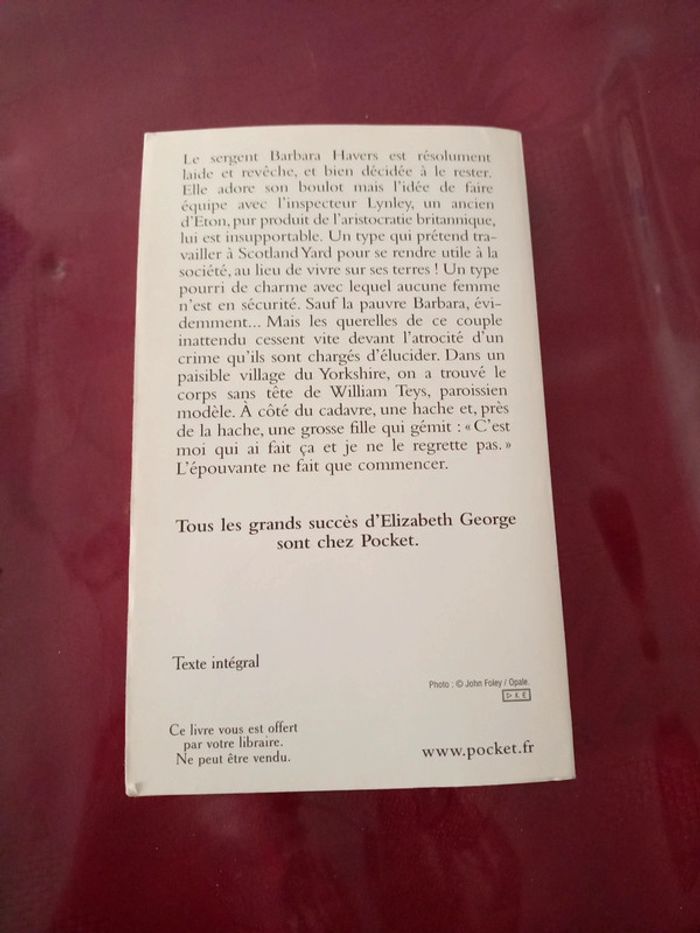 Le sergent Barbara Havers est résolument
laide et revêche, et bien décidée à le rester.
Elle adore son boulot mais l'idée de faire
équipe avec l'inspecteur Lynley, un ancien
d'Eton, pur produit de l'aristocratie britannique,
lui est insupportable. Un type qui prétend tra-
vailler à Scotland Yard pour se rendre utile à la
société, au lieu de vivre sur ses terres ! Un type
pourri de charme avec lequel aucune femme
n'est en sécurité. Sauf la pauvre Barbara, évi-
demment... Mais les querelles de ce couple
inattendu cessent vite devant l'atrocité d'un
crime qu'ils sont chargés d'élucider. Dans un
paisible village du Yorkshire, on a trouvé le
corps sans tête de William Teys, paroissien
modèle. À côté du cadavre, une hache et, près
de la hache, une grosse fille qui gémit : « C'est
moi qui ai fait ça et je ne le regrette pas. »
L'épouvante ne fait que commencer.
Tous les grands succès d'Elizabeth George
sont chez Pocket.
Texte intégral
Photo : © John Foley / Opale.
DKE
Ce livre vous est offert
par votre libraire.
Ne peut être vendu.
www.pocket.fr